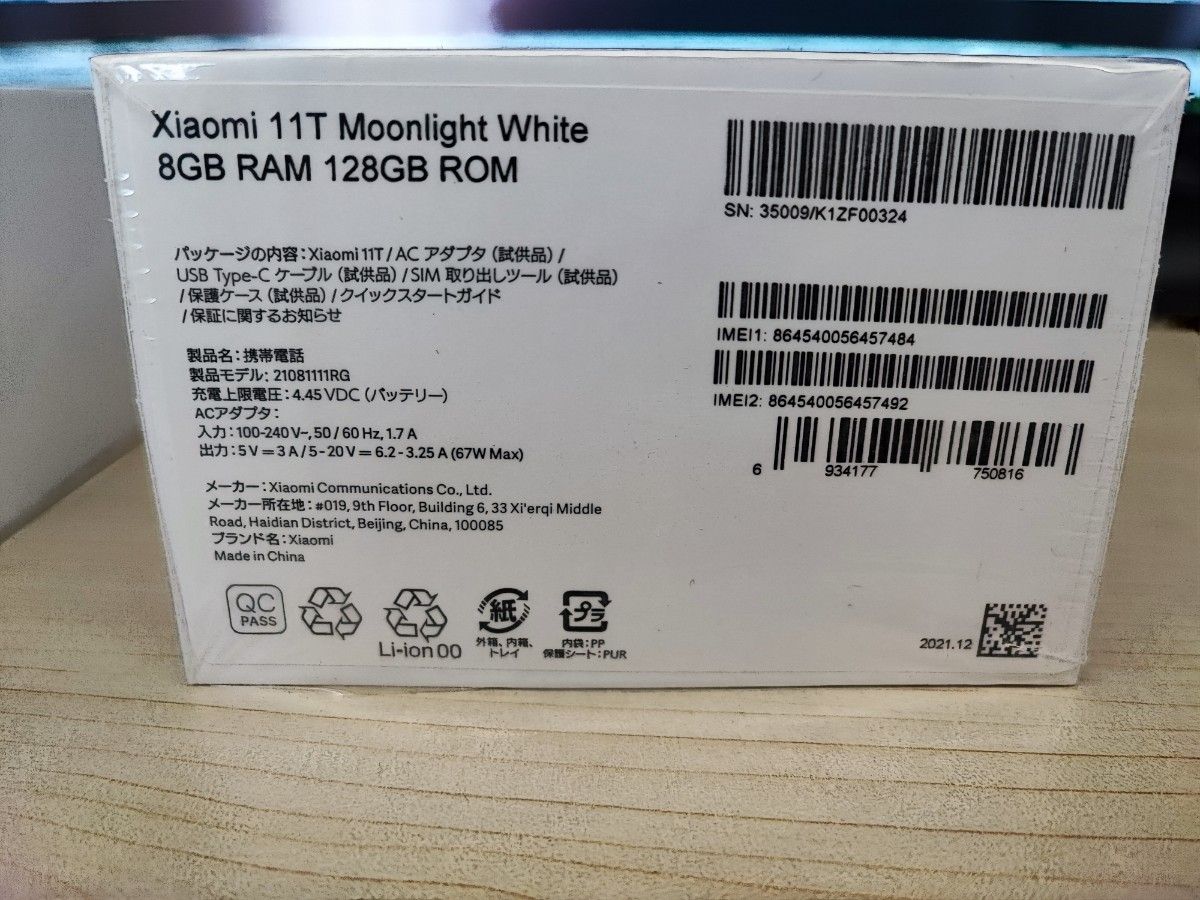 Xiaomi 11T Moonlight White
8GB RAM 128GB ROM
SN: 35009/K1ZF00324
パッケージの内容：Xiaomi 11T / AC アダプタ（試供品）/
USB Type-C ケーブル（試供品）/ SIM 取り出しツール（試供品）
/ 保護ケース（試供品）/ クイックスタートガイド
/ 保証に関するお知らせ
IMEI1: 864540056457484
IMEI2: 864540056457492
6 934177 750816
製品名：携帯電話
製品モデル: 21081111RG
充電上限電圧：4.45 VDC（バッテリー）
ACアダプタ：
入力：100-240 V~, 50 / 60 Hz, 1.7 A
出力：5 V = 3 A / 5 - 20 V = 6.2 - 3.25 A (67W Max)
メーカー：Xiaomi Communications Co., Ltd.
メーカー所在地：#019, 9th Floor, Building 6, 33 Xi'erqi Middle
Road, Haidian District, Beijing, China, 100085
ブランド名：Xiaomi
Made in China
QC
PASS
Li-ion 00
紙
外箱、内箱、
トレイ
プラ
内袋：PP
保護シート：PUR
2021.12